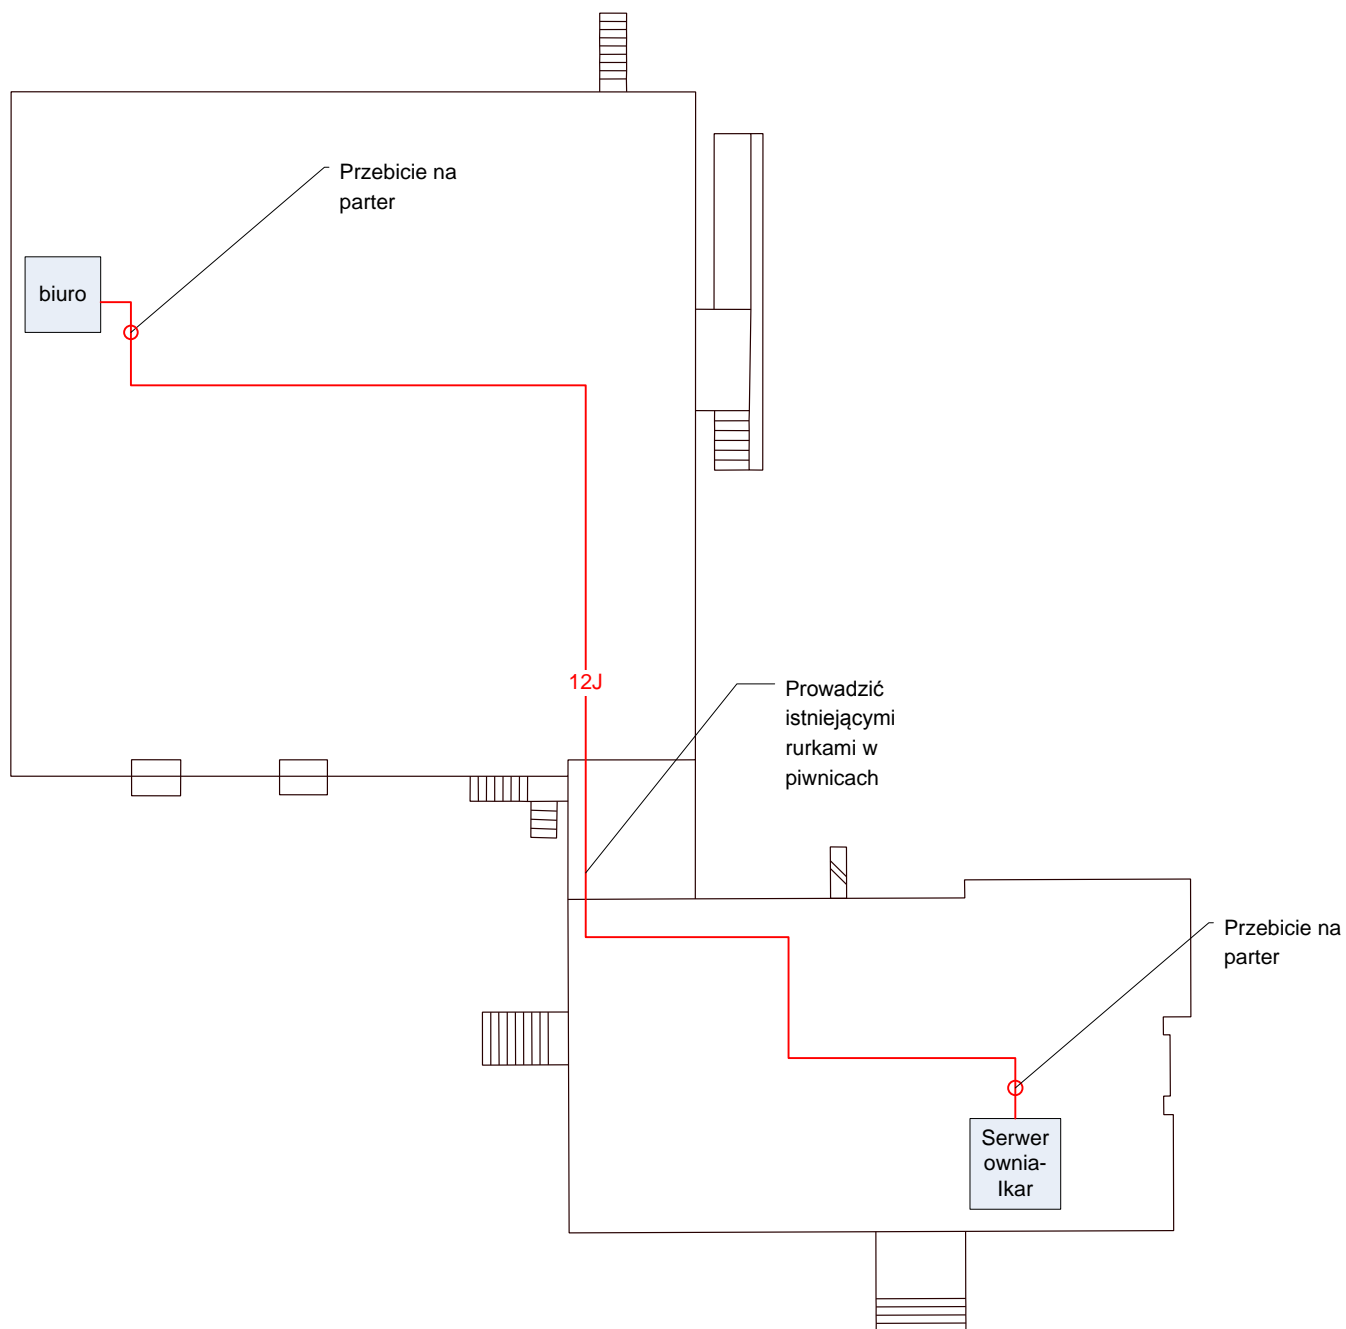 Przebicie na
parter
biuro
12J
Prowadzić
istniejącymi
rurkami w
piwnicach
Przebicie na
parter
Serwer
ownia-
Ikar